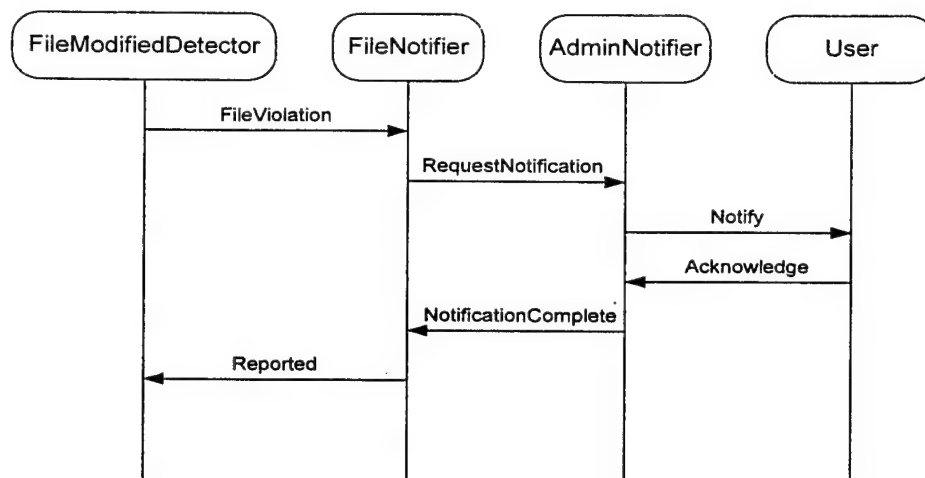 FileModifiedDetector
FileNotifier
AdminNotifier
User
FileViolation
RequestNotification
Notify
Acknowledge
NotificationComplete
Reported